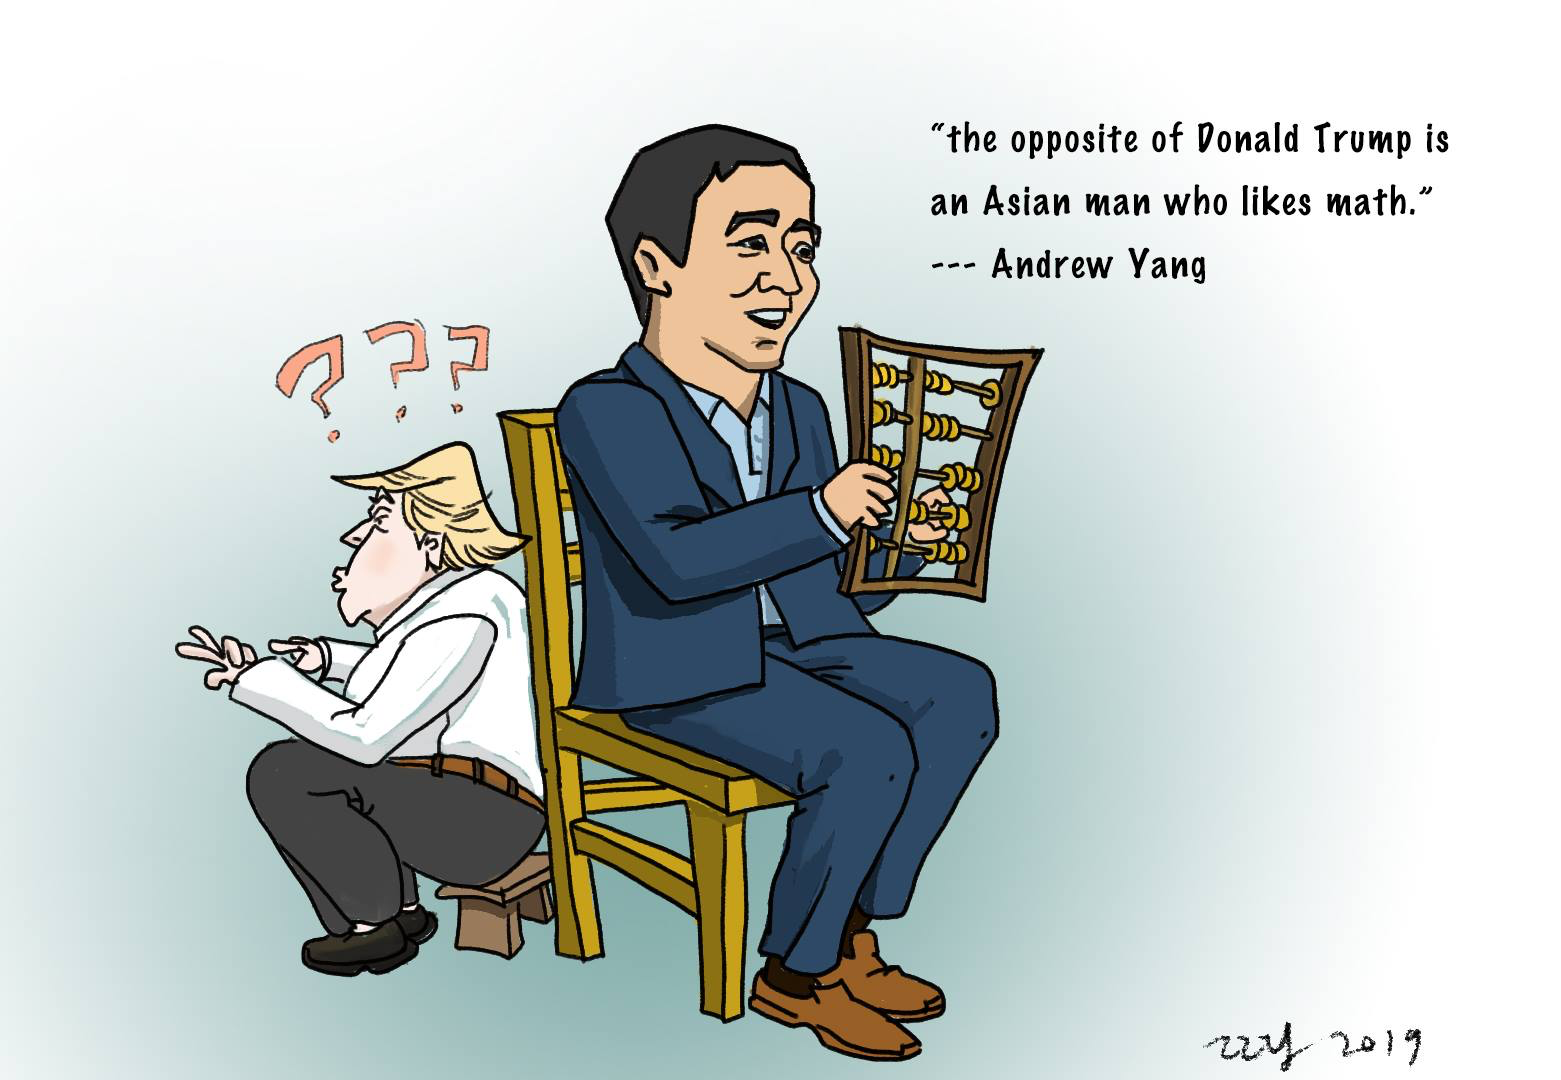 ???
“the opposite of Donald Trump is
an Asian man who likes math.”
--- Andrew Yang
2019